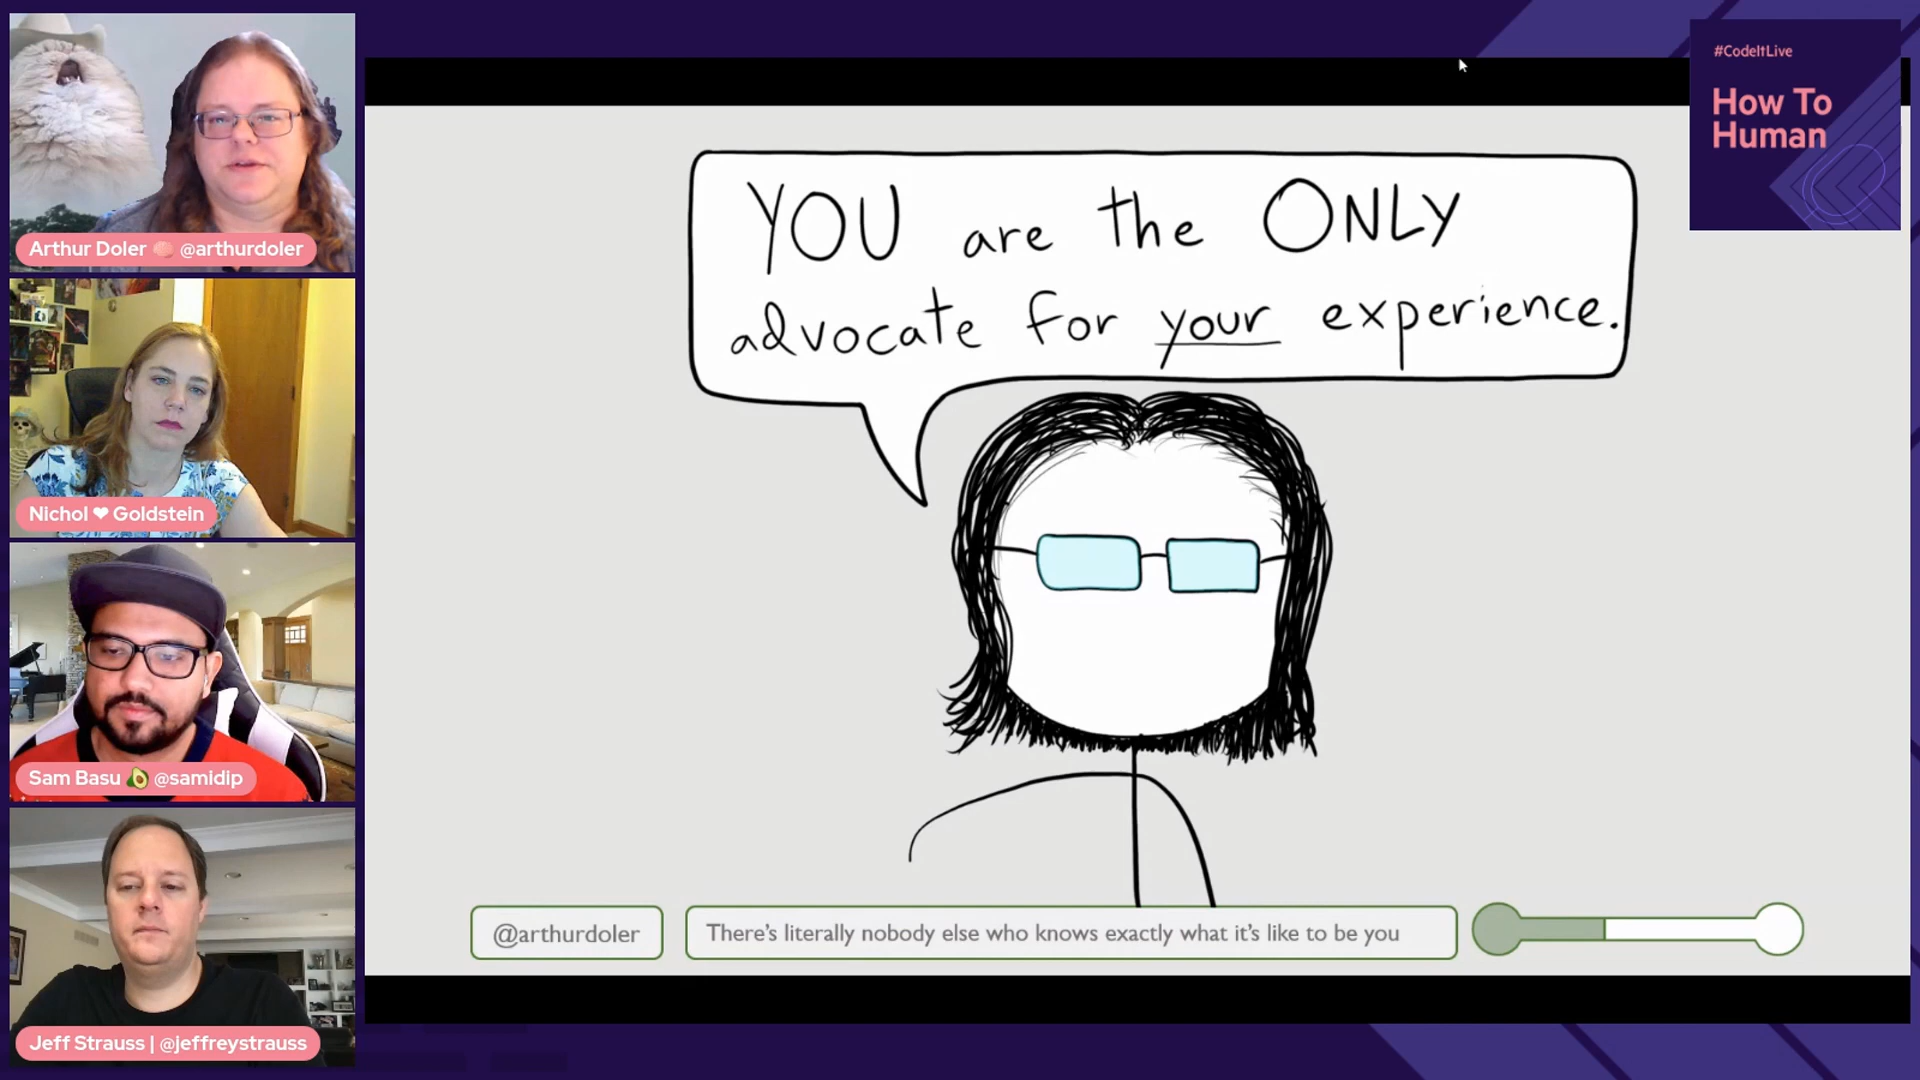 Arthur Doler 🧠 @arthurdoler
Nichol ❤ Goldstein
Sam Basu 🥑 @samidip
Jeff Strauss | @jeffreystrauss
YOU are the ONLY
advocate for your experience.
@arthurdoler
There's literally nobody else who knows exactly what it's like to be you
#CodeItLive
How To
Human